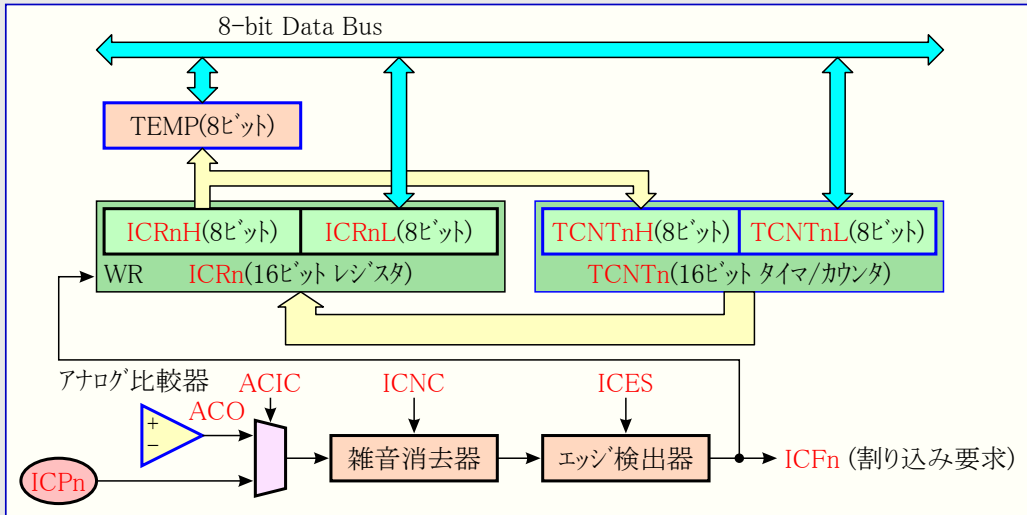 8-bit Data Bus
TEMP(8ビット)
ICRnH(8ビット) ICRnL(8ビット)
TCNTnH(8ビット) TCNTnL(8ビット)
WR ICRn(16ビット レジスタ)
TCNTn(16ビット タイマ/カウンタ)
アナログ比較器
ACO
ACIC
ICNC
ICES
+
−
ICPn
雑音消去器
エッジ検出器
ICFn (割り込み要求)